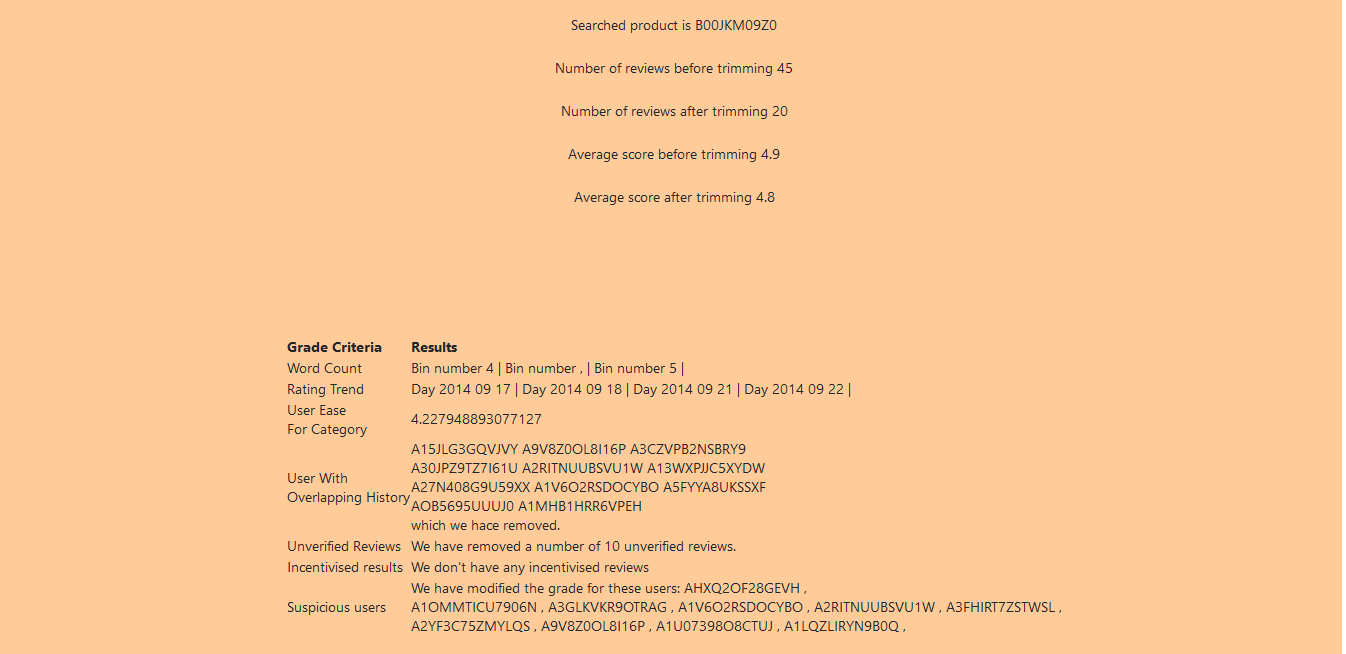 Searched product is B00JKM09Z0
Number of reviews before trimming 45
Number of reviews after trimming 20
Average score before trimming 4.9
Average score after trimming 4.8
Grade Criteria Results
Word Count Bin number 4 | Bin number , | Bin number 5 |
Rating Trend Day 2014 09 17 | Day 2014 09 18 | Day 2014 09 21 | Day 2014 09 22 |
User Ease
For Category
4.227948893077127
User With
Overlapping History
A15JLG3GQVJVY A9V8Z0OL8I16P A3CZVPB2NSBRY9
A30JPZ9TZ7I61U A2RITNUUBSVU1W A13WXPJJC5XYDW
A27N408G9U59XX A1V6O2RSDOCYBO A5FYYA8UKSSXF
AOB5695UUUJ0 A1MHB1HRR6VPEH
which we hace removed.
Unverified Reviews We have removed a number of 10 unverified reviews.
Incentivised results We don't have any incentivised reviews
Suspicious users
We have modified the grade for these users: AHXQ2OF28GEVH ,
A1OMMTICU7906N , A3GLKVKR9OTRAG , A1V6O2RSDOCYBO , A2RITNUUBSVU1W , A3FHIRT7ZSTWSL ,
A2YF3C75ZMYLQS , A9V8Z0OL8I16P , A1U07398O8CTUJ , A1LQZLIRYN9B0Q ,